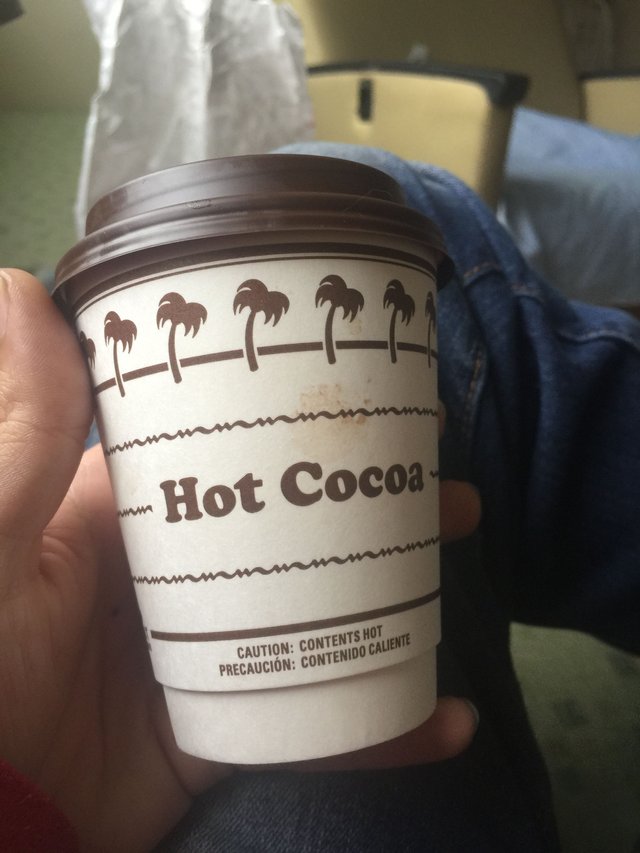 Hot Cocoa
CAUTION: CONTENTS HOT
PRECAUCIÓN: CONTENIDO CALIENTE